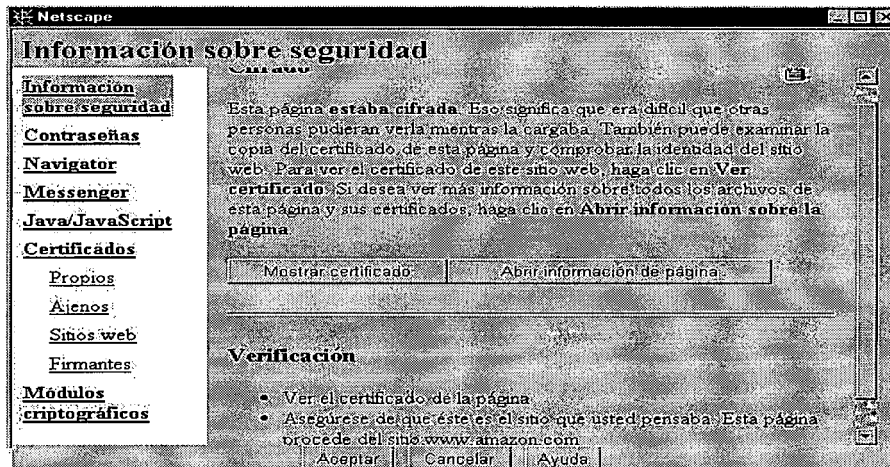 Netscape
Información sobre seguridad
Información
sobre seguridad
Contraseñas
Navigator
Messenger
Java/JavaScript
Certificados
Propios
Ajenos
Sitios web
Firmantes
Módulos
criptográficos
Cifrado
Esta página estaba cifrada. Eso significa que era difícil que otras
personas pudieran verla mientras la cargaba. También puede examinar la
copia del certificado de esta página y comprobar la identidad del sitio
web. Para ver el certificado de este sitio web, haga clic en Ver
certificado. Si desea ver más información sobre todos los archivos de
esta página y sus certificados, haga clic en Abrir información sobre la
página.
Mostrar certificado
Abrir información de página.
Verificación
• Ver el certificado de la página
• Asegúrese de que éste es el sitio que usted pensaba. Esta página
procede del sitio www.amazon.com
Aceptar Cancelar Ayuda